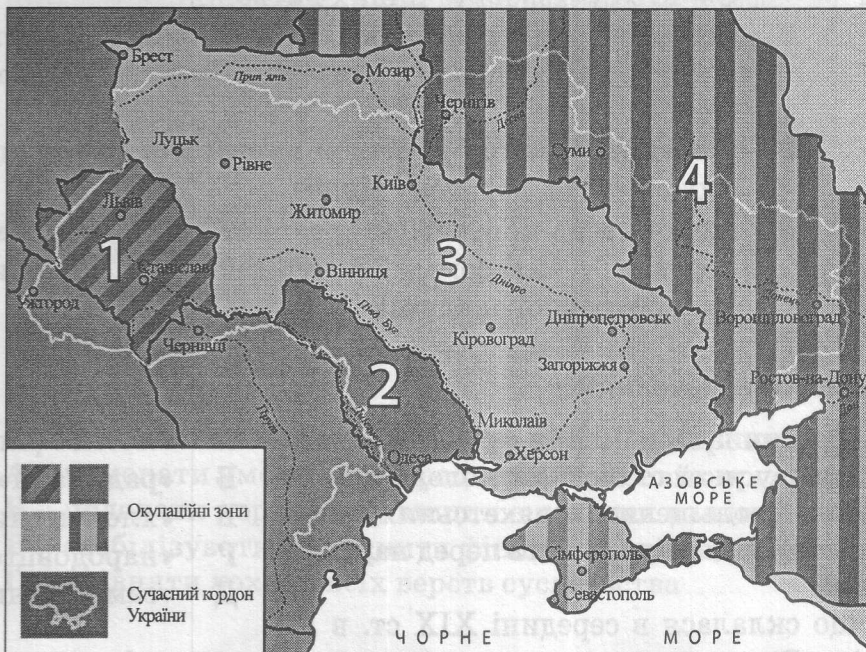 Брест
Мозир
Прип'ять
Чернігів
Десна
Луцьк
Рівне
Суми
Київ
4
Житомир
Львів
1
3
Станіслав
Вінниця
Ужгород
Дніпро
Донець
Чернівці
Півд. Буг
Кіровоград
Дніпропетровськ
Ворошиловоград
Запоріжжя
2
Ростов-на-Дону
Прут
Миколаїв
Одеса
Херсон
АЗОВСЬКЕ
МОРЕ
Окупаційні зони
Сімферополь
Севастополь
Сучасний кордон
України
ЧОРНЕ МОРЕ